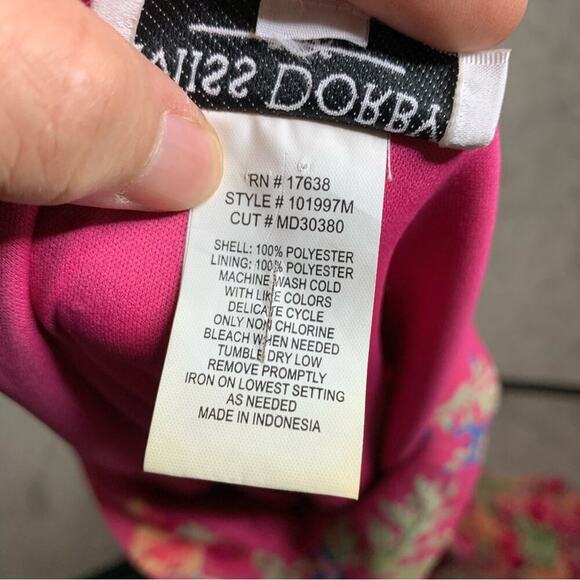 MISS DORBY
RN # 17638
STYLE # 101997M
CUT # MD30380
SHELL: 100% POLYESTER
LINING: 100% POLYESTER
MACHINE WASH COLD
WITH LIKE COLORS
DELICATE CYCLE
ONLY NON CHLORINE
BLEACH WHEN NEEDED
TUMBLE DRY LOW
REMOVE PROMPTLY
IRON ON LOWEST SETTING
AS NEEDED
MADE IN INDONESIA